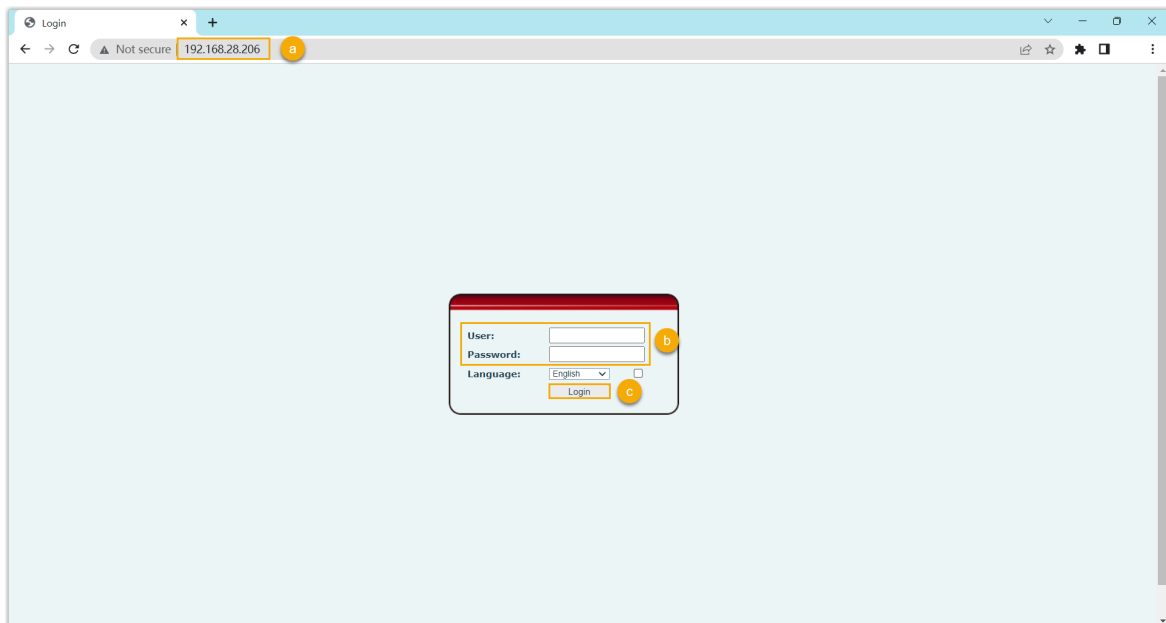 Login
Not secure 192.168.28.206 a
User:
b
Password:
Language: English
Login c